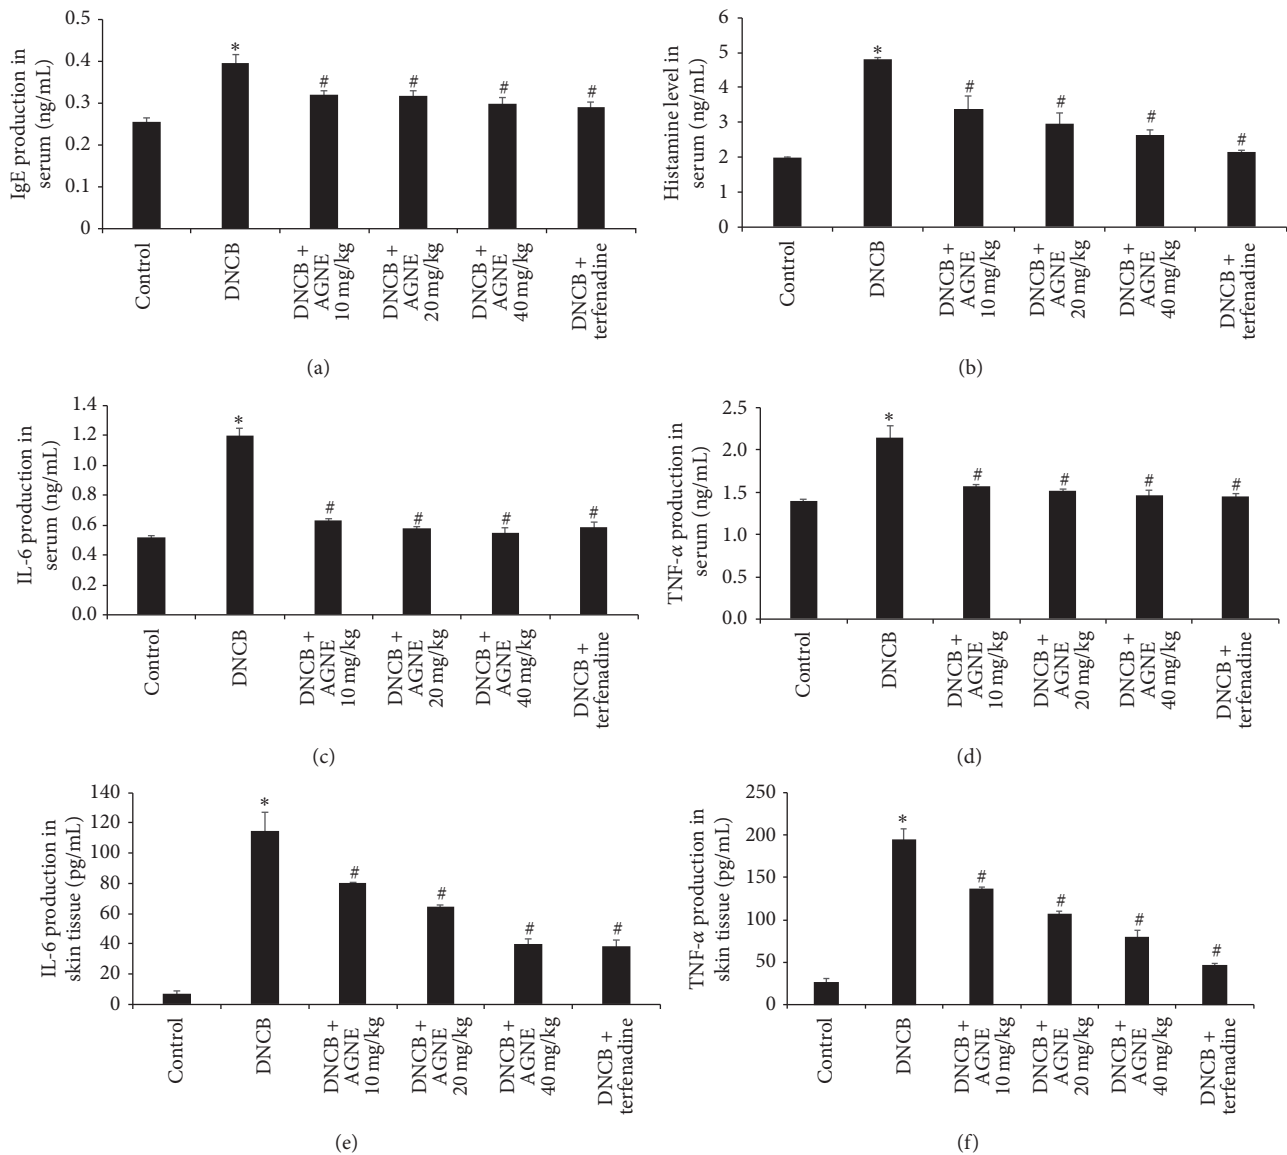 IgE production in
serum (ng/mL)
0.5
0.4
0.3
0.2
0.1
0
*
#
#
#
#
Control
DNCB
DNCB +
AGNE
10 mg/kg
DNCB +
AGNE
20 mg/kg
DNCB +
AGNE
40 mg/kg
DNCB +
terfenadine
(a)
Histamine level in
serum (ng/mL)
6
5
4
3
2
1
0
*
#
#
#
#
Control
DNCB
DNCB +
AGNE
10 mg/kg
DNCB +
AGNE
20 mg/kg
DNCB +
AGNE
40 mg/kg
DNCB +
terfenadine
(b)
IL-6 production in
serum (ng/mL)
1.4
1.2
1.0
0.8
0.6
0.4
0.2
0.0
*
#
#
#
#
Control
DNCB
DNCB +
AGNE
10 mg/kg
DNCB +
AGNE
20 mg/kg
DNCB +
AGNE
40 mg/kg
DNCB +
terfenadine
(c)
TNF-α production in
serum (ng/mL)
2.5
2.0
1.5
1.0
0.5
0.0
*
#
#
#
#
Control
DNCB
DNCB +
AGNE
10 mg/kg
DNCB +
AGNE
20 mg/kg
DNCB +
AGNE
40 mg/kg
DNCB +
terfenadine
(d)
IL-6 production in
skin tissue (pg/mL)
140
120
100
80
60
40
20
0
*
#
#
#
#
Control
DNCB
DNCB +
AGNE
10 mg/kg
DNCB +
AGNE
20 mg/kg
DNCB +
AGNE
40 mg/kg
DNCB +
terfenadine
(e)
TNF-α production in
skin tissue (pg/mL)
250
200
150
100
50
0
*
#
#
#
#
Control
DNCB
DNCB +
AGNE
10 mg/kg
DNCB +
AGNE
20 mg/kg
DNCB +
AGNE
40 mg/kg
DNCB +
terfenadine
(f)